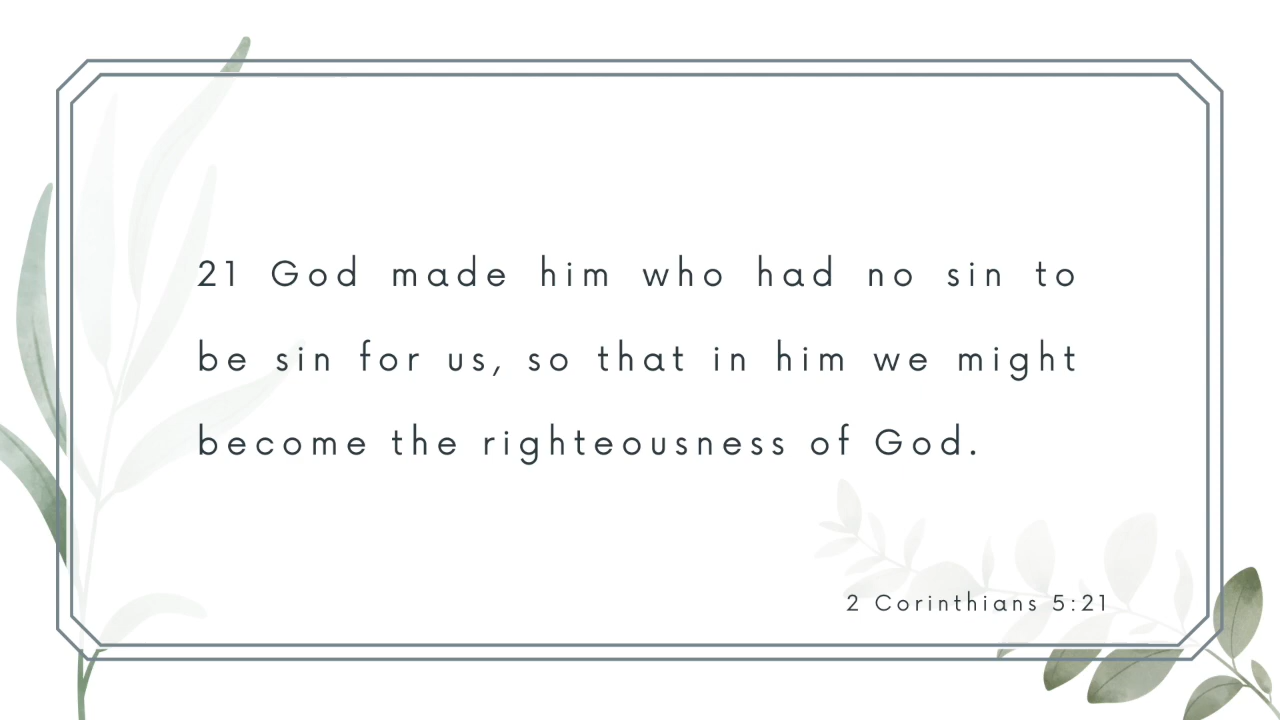 21 God made him who had no sin to
be sin for us, so that in him we might
become the righteousness of God.
2 Corinthians 5:21